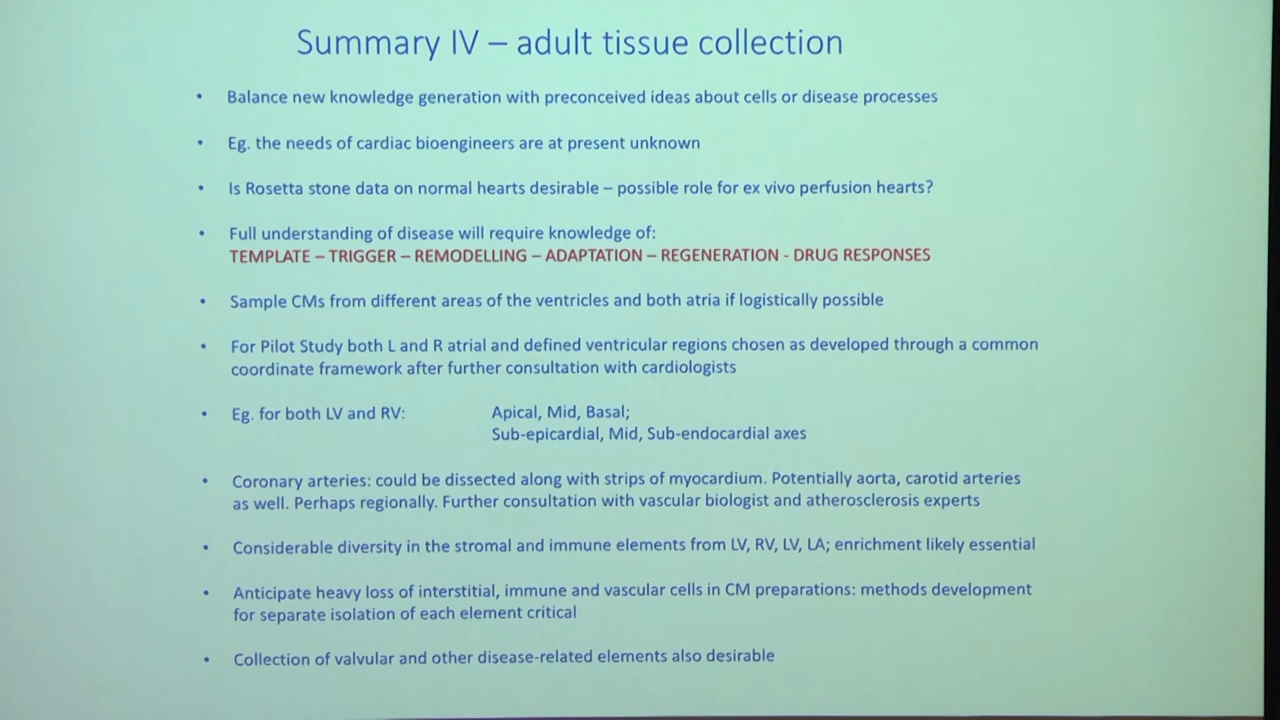 Summary IV – adult tissue collection
• Balance new knowledge generation with preconceived ideas about cells or disease processes
• Eg. the needs of cardiac bioengineers are at present unknown
• Is Rosetta stone data on normal hearts desirable – possible role for ex vivo perfusion hearts?
• Full understanding of disease will require knowledge of:
TEMPLATE – TRIGGER – REMODELLING – ADAPTATION – REGENERATION - DRUG RESPONSES
• Sample CMs from different areas of the ventricles and both atria if logistically possible
• For Pilot Study both L and R atrial and defined ventricular regions chosen as developed through a common
coordinate framework after further consultation with cardiologists
• Eg. for both LV and RV: Apical, Mid, Basal;
Sub-epicardial, Mid, Sub-endocardial axes
• Coronary arteries: could be dissected along with strips of myocardium. Potentially aorta, carotid arteries
as well. Perhaps regionally. Further consultation with vascular biologist and atherosclerosis experts
• Considerable diversity in the stromal and immune elements from LV, RV, LV, LA; enrichment likely essential
• Anticipate heavy loss of interstitial, immune and vascular cells in CM preparations: methods development
for separate isolation of each element critical
• Collection of valvular and other disease-related elements also desirable